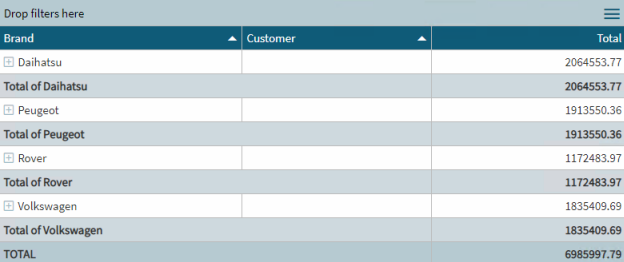 Drop filters here
Brand Customer Total
Daihatsu 2064553.77
Total of Daihatsu 2064553.77
Peugeot 1913550.36
Total of Peugeot 1913550.36
Rover 1172483.97
Total of Rover 1172483.97
Volkswagen 1835409.69
Total of Volkswagen 1835409.69
TOTAL 6985997.79